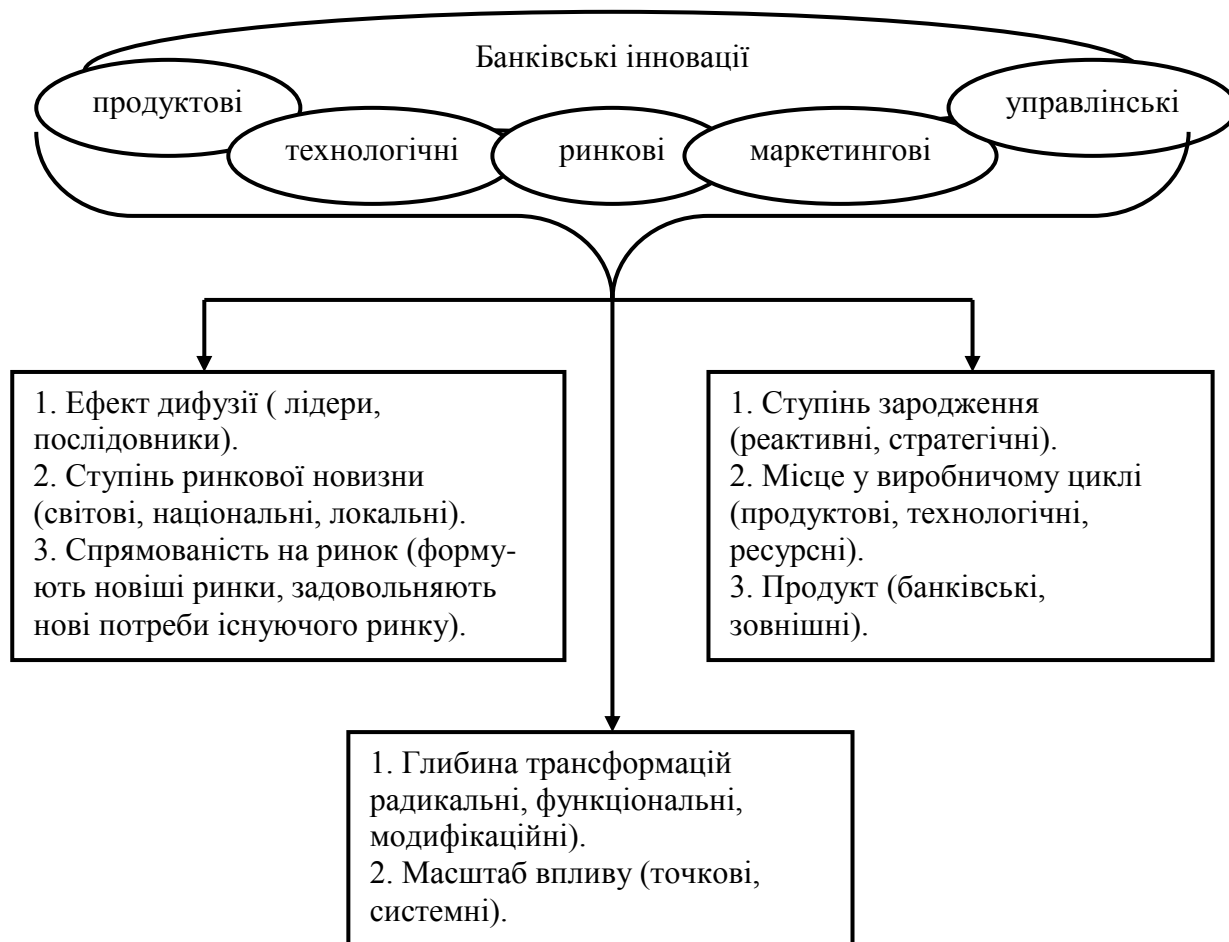 Банківські інновації
продуктові
управлінські
технологічні
ринкові
маркетингові
1. Ефект дифузії ( лідери,
послідовники).
2. Ступінь ринкової новизни
(світові, національні, локальні).
3. Спрямованість на ринок (форму-
ють новіші ринки, задовольняють
нові потреби існуючого ринку).
1. Ступінь зародження
(реактивні, стратегічні).
2. Місце у виробничому циклі
(продуктові, технологічні,
ресурсні).
3. Продукт (банківські,
зовнішні).
1. Глибина трансформацій
радикальні, функціональні,
модифікаційні).
2. Масштаб впливу (точкові,
системні).